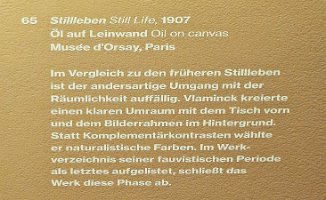 65 Stillleben Still Life, 1907
Öl auf Leinwand Oil on canvas
Musée d'Orsay, Paris
Im Vergleich zu den früheren Stillleben
ist der andersartige Umgang mit der
Räumlichkeit auffällig. Vlaminck kreierte
einen klaren Umraum mit dem Tisch vorn
und dem Bilderrahmen im Hintergrund.
Statt Komplementärkontrasten wählte
er naturalistische Farben. Im Werk-
verzeichnis seiner fauvistischen Periode
als letztes aufgelistet, schließt das
Werk diese Phase ab.